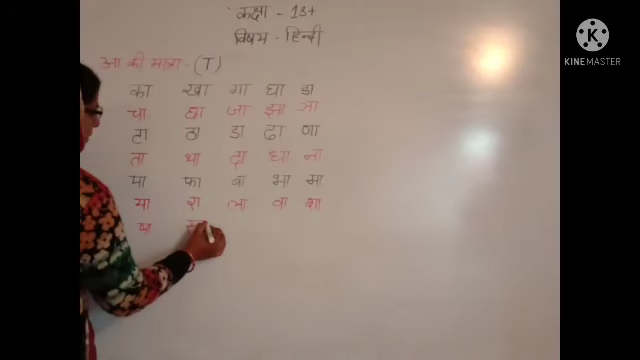 कक्षा - 1st
विषय - हिन्दी
KINEMASTER
आ की मात्रा - (ा)
का खा गा घा ङा
चा छा जा झा ञा
टा ठा डा ढा णा
ता था दा धा ना
पा फा बा भा मा
या रा ला वा शा
षा